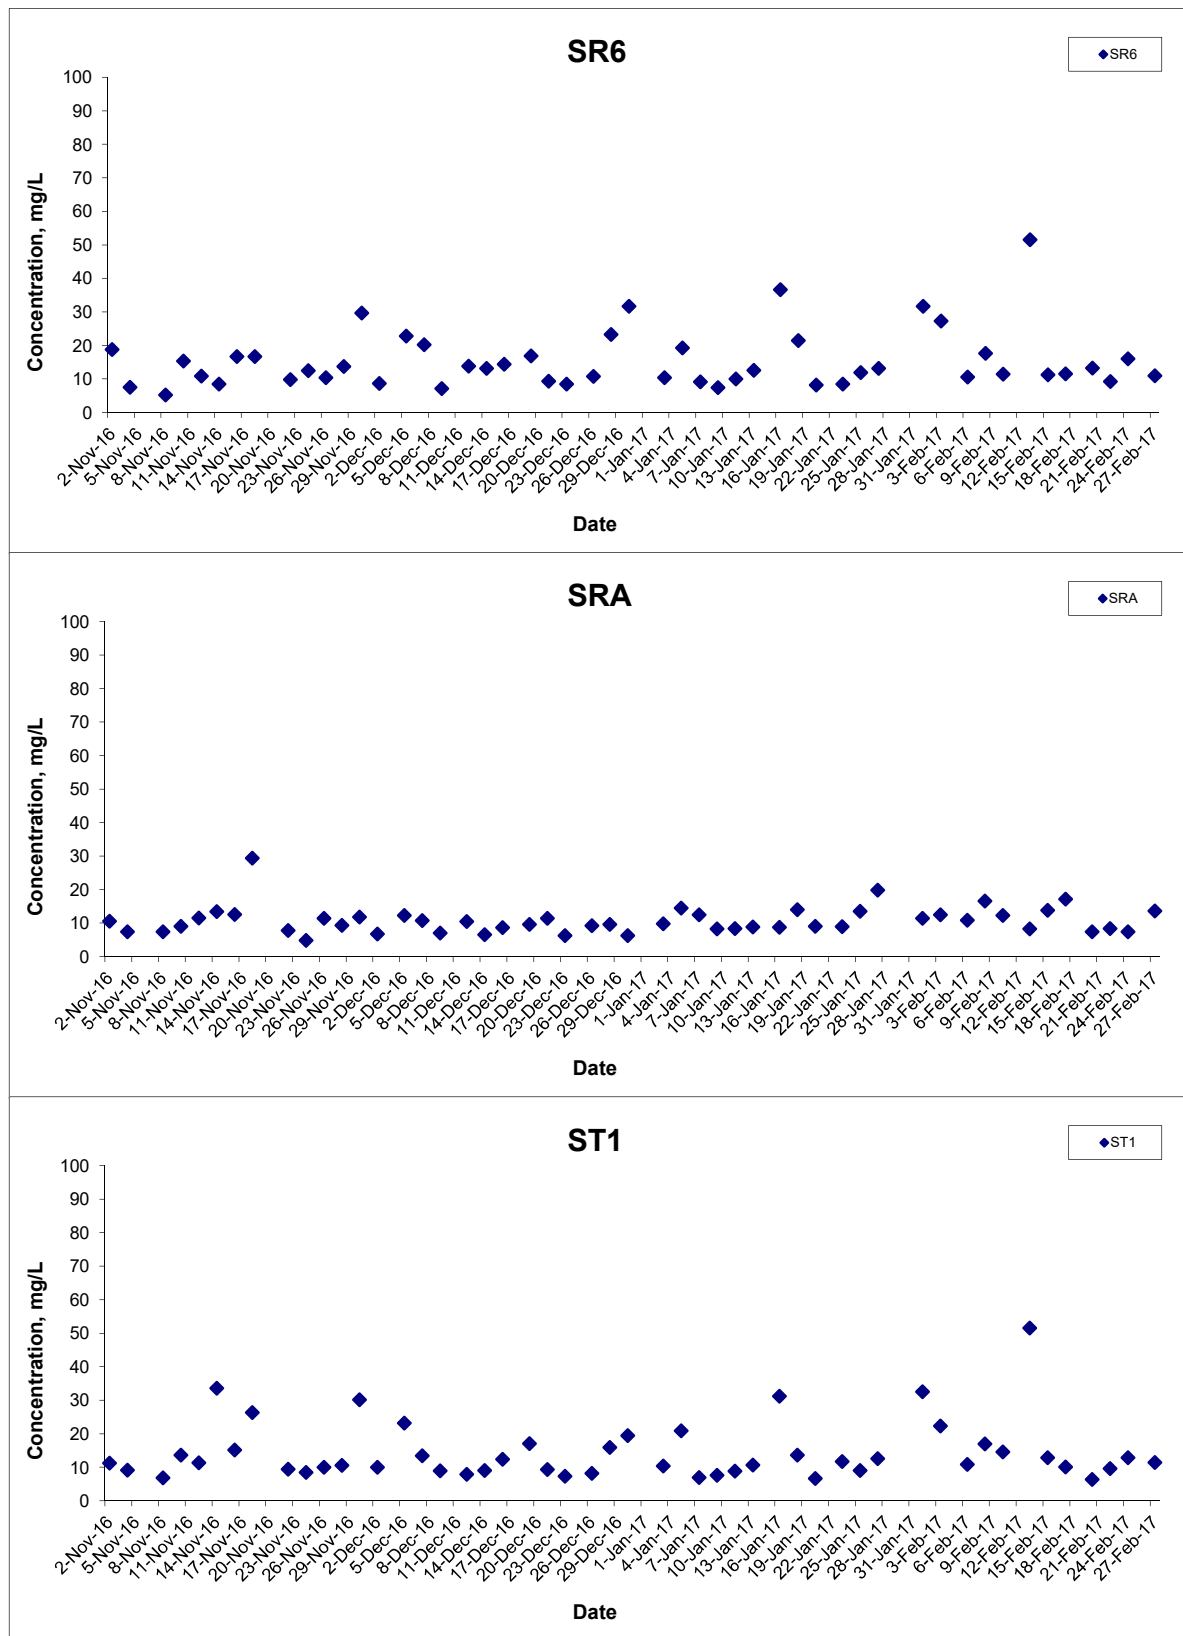 SR6
SR6
100
90
80
70
60
50
40
30
20
10
0
Concentration, mg/L
2-Nov-16
5-Nov-16
8-Nov-16
11-Nov-16
14-Nov-16
17-Nov-16
20-Nov-16
23-Nov-16
26-Nov-16
29-Nov-16
2-Dec-16
5-Dec-16
8-Dec-16
11-Dec-16
14-Dec-16
17-Dec-16
20-Dec-16
23-Dec-16
26-Dec-16
29-Dec-16
1-Jan-17
4-Jan-17
7-Jan-17
10-Jan-17
13-Jan-17
16-Jan-17
19-Jan-17
22-Jan-17
25-Jan-17
28-Jan-17
31-Jan-17
3-Feb-17
6-Feb-17
9-Feb-17
12-Feb-17
15-Feb-17
18-Feb-17
21-Feb-17
24-Feb-17
27-Feb-17
Date
SRA
SRA
100
90
80
70
60
50
40
30
20
10
0
Concentration, mg/L
2-Nov-16
5-Nov-16
8-Nov-16
11-Nov-16
14-Nov-16
17-Nov-16
20-Nov-16
23-Nov-16
26-Nov-16
29-Nov-16
2-Dec-16
5-Dec-16
8-Dec-16
11-Dec-16
14-Dec-16
17-Dec-16
20-Dec-16
23-Dec-16
26-Dec-16
29-Dec-16
1-Jan-17
4-Jan-17
7-Jan-17
10-Jan-17
13-Jan-17
16-Jan-17
19-Jan-17
22-Jan-17
25-Jan-17
28-Jan-17
31-Jan-17
3-Feb-17
6-Feb-17
9-Feb-17
12-Feb-17
15-Feb-17
18-Feb-17
21-Feb-17
24-Feb-17
27-Feb-17
Date
ST1
ST1
100
90
80
70
60
50
40
30
20
10
0
Concentration, mg/L
2-Nov-16
5-Nov-16
8-Nov-16
11-Nov-16
14-Nov-16
17-Nov-16
20-Nov-16
23-Nov-16
26-Nov-16
29-Nov-16
2-Dec-16
5-Dec-16
8-Dec-16
11-Dec-16
14-Dec-16
17-Dec-16
20-Dec-16
23-Dec-16
26-Dec-16
29-Dec-16
1-Jan-17
4-Jan-17
7-Jan-17
10-Jan-17
13-Jan-17
16-Jan-17
19-Jan-17
22-Jan-17
25-Jan-17
28-Jan-17
31-Jan-17
3-Feb-17
6-Feb-17
9-Feb-17
12-Feb-17
15-Feb-17
18-Feb-17
21-Feb-17
24-Feb-17
27-Feb-17
Date